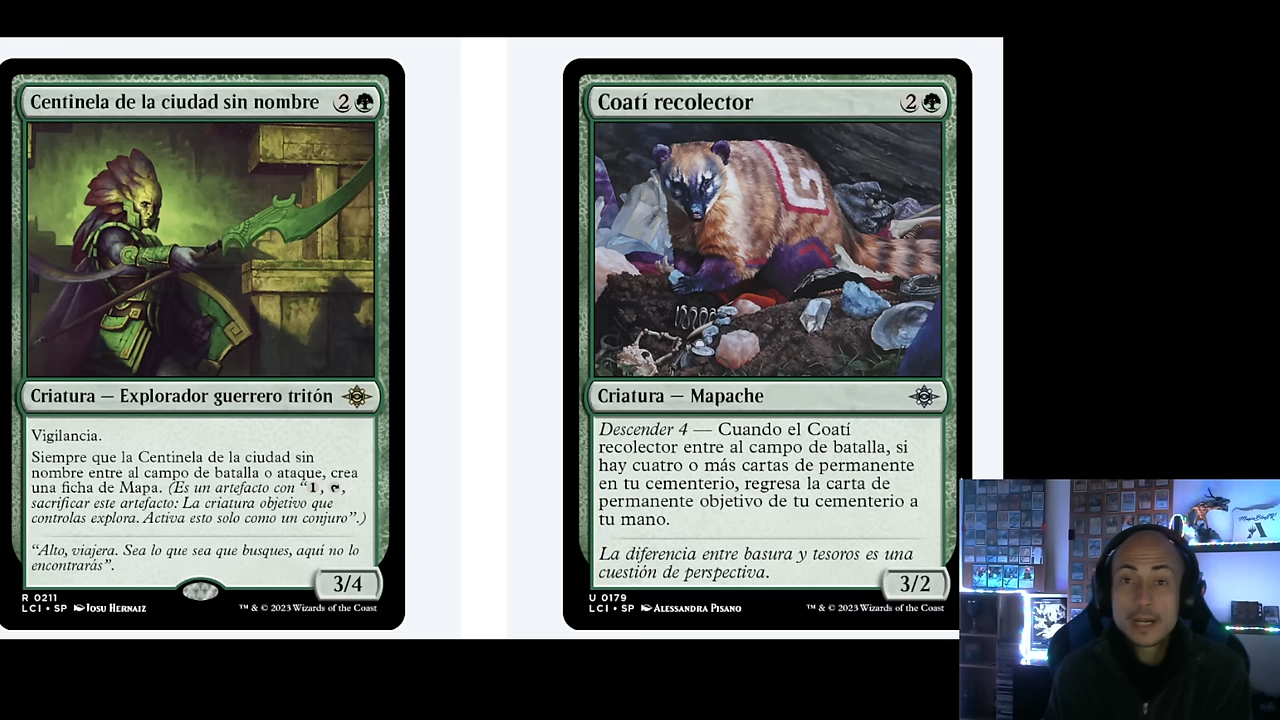 Centinela de la ciudad sin nombre 2
Criatura — Explorador guerrero tritón
Vigilancia.
Siempre que la Centinela de la ciudad sin
nombre entre al campo de batalla o ataque, crea
una ficha de Mapa. (Es un artefacto con “1, ,
sacrificar este artefacto: La criatura objetivo que
controlas explora. Activa esto solo como un conjuro”.)
“Alto, viajera. Sea lo que sea que busques, aquí no lo
encontrarás”.
3/4
R 0211
LCI • SP Iosu Hernaiz
™ & © 2023 Wizards of the Coast
Coatí recolector 2
Criatura — Mapache
Descender 4 — Cuando el Coatí
recolector entre al campo de batalla, si
hay cuatro o más cartas de permanente
en tu cementerio, regresa la carta de
permanente objetivo de tu cementerio a
tu mano.
La diferencia entre basura y tesoros es una
cuestión de perspectiva.
3/2
U 0179
LCI • SP Alessandra Pisano
™ & © 2023 Wizards of the Coast